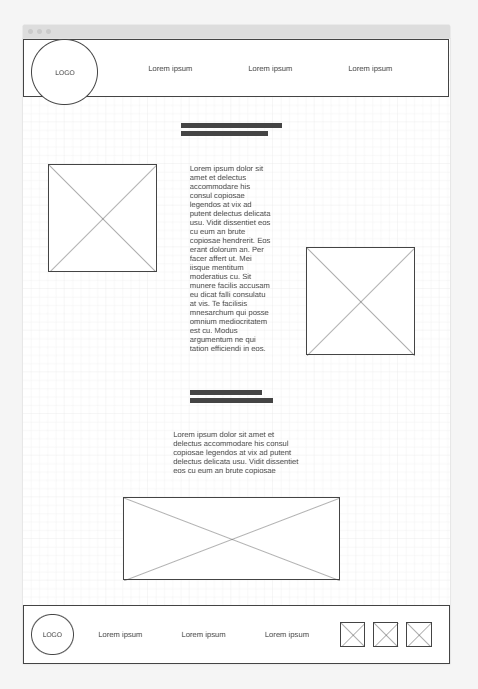 LOGO
Lorem ipsum
Lorem ipsum
Lorem ipsum
Lorem ipsum dolor sit
amet et delectus
accommodare his
consul copiosae
legendos at vix ad
putent delectus delicata
usu. Vidit dissentiet eos
cu eum an brute
copiosae hendrerit. Eos
erant dolorum an. Per
facer affert ut. Mei
iisque mentitum
moderatius cu. Sit
munere facilis accusam
eu dicat falli consulatu
at vis. Te facilisis
mnesarchum qui posse
omnium mediocritatem
est cu. Modus
argumentum ne qui
tation efficiendi in eos.
Lorem ipsum dolor sit amet et
delectus accommodare his consul
copiosae legendos at vix ad putent
delectus delicata usu. Vidit dissentiet
eos cu eum an brute copiosae
LOGO
Lorem ipsum
Lorem ipsum
Lorem ipsum